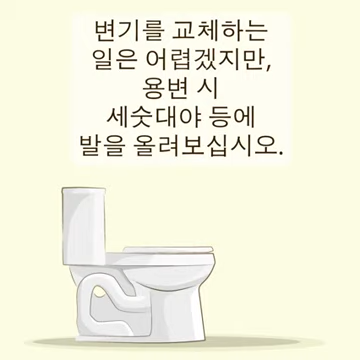 변기를 교체하는
일은 어렵겠지만,
용변 시
세숫대야 등에
발을 올려보십시오.